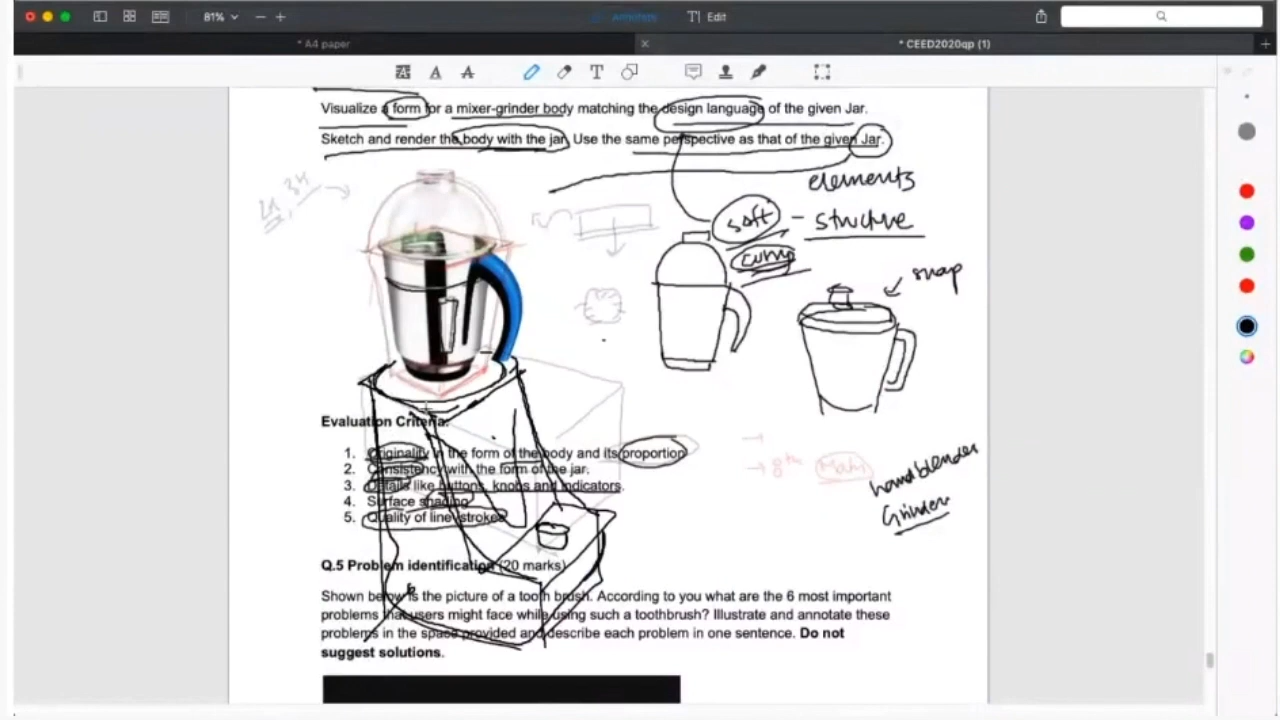 81%
Annotate
T| Edit
* A4 paper
* CEED2020qp (1)
Visualize a form for a mixer-grinder body matching the design language of the given Jar.
Sketch and render the body with the jar. Use the same perspective as that of the given Jar.
elements
soft - structure
curve
snap
Evaluation Criteria:
1. Originality in the form of the body and its proportion
2. Consistency with the form of the jar.
3. Details like buttons, knobs and indicators.
4. Surface shading
5. Quality of line strokes
8th
Main
handblender
Grinder
Q.5 Problem identification (20 marks)
Shown below is the picture of a tooth brush. According to you what are the 6 most important
problems that users might face while using such a toothbrush? Illustrate and annotate these
problems in the space provided and describe each problem in one sentence. Do not
suggest solutions.